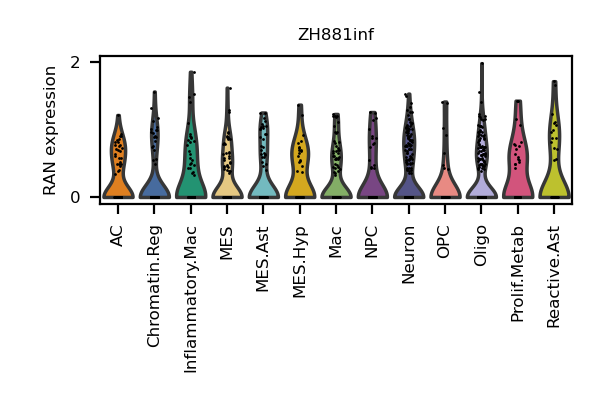 ZH881inf
RAN expression
2
0
AC
Chromatin.Reg
Inflammatory.Mac
MES
MES.Ast
MES.Hyp
Mac
NPC
Neuron
OPC
Oligo
Prolif.Metab
Reactive.Ast